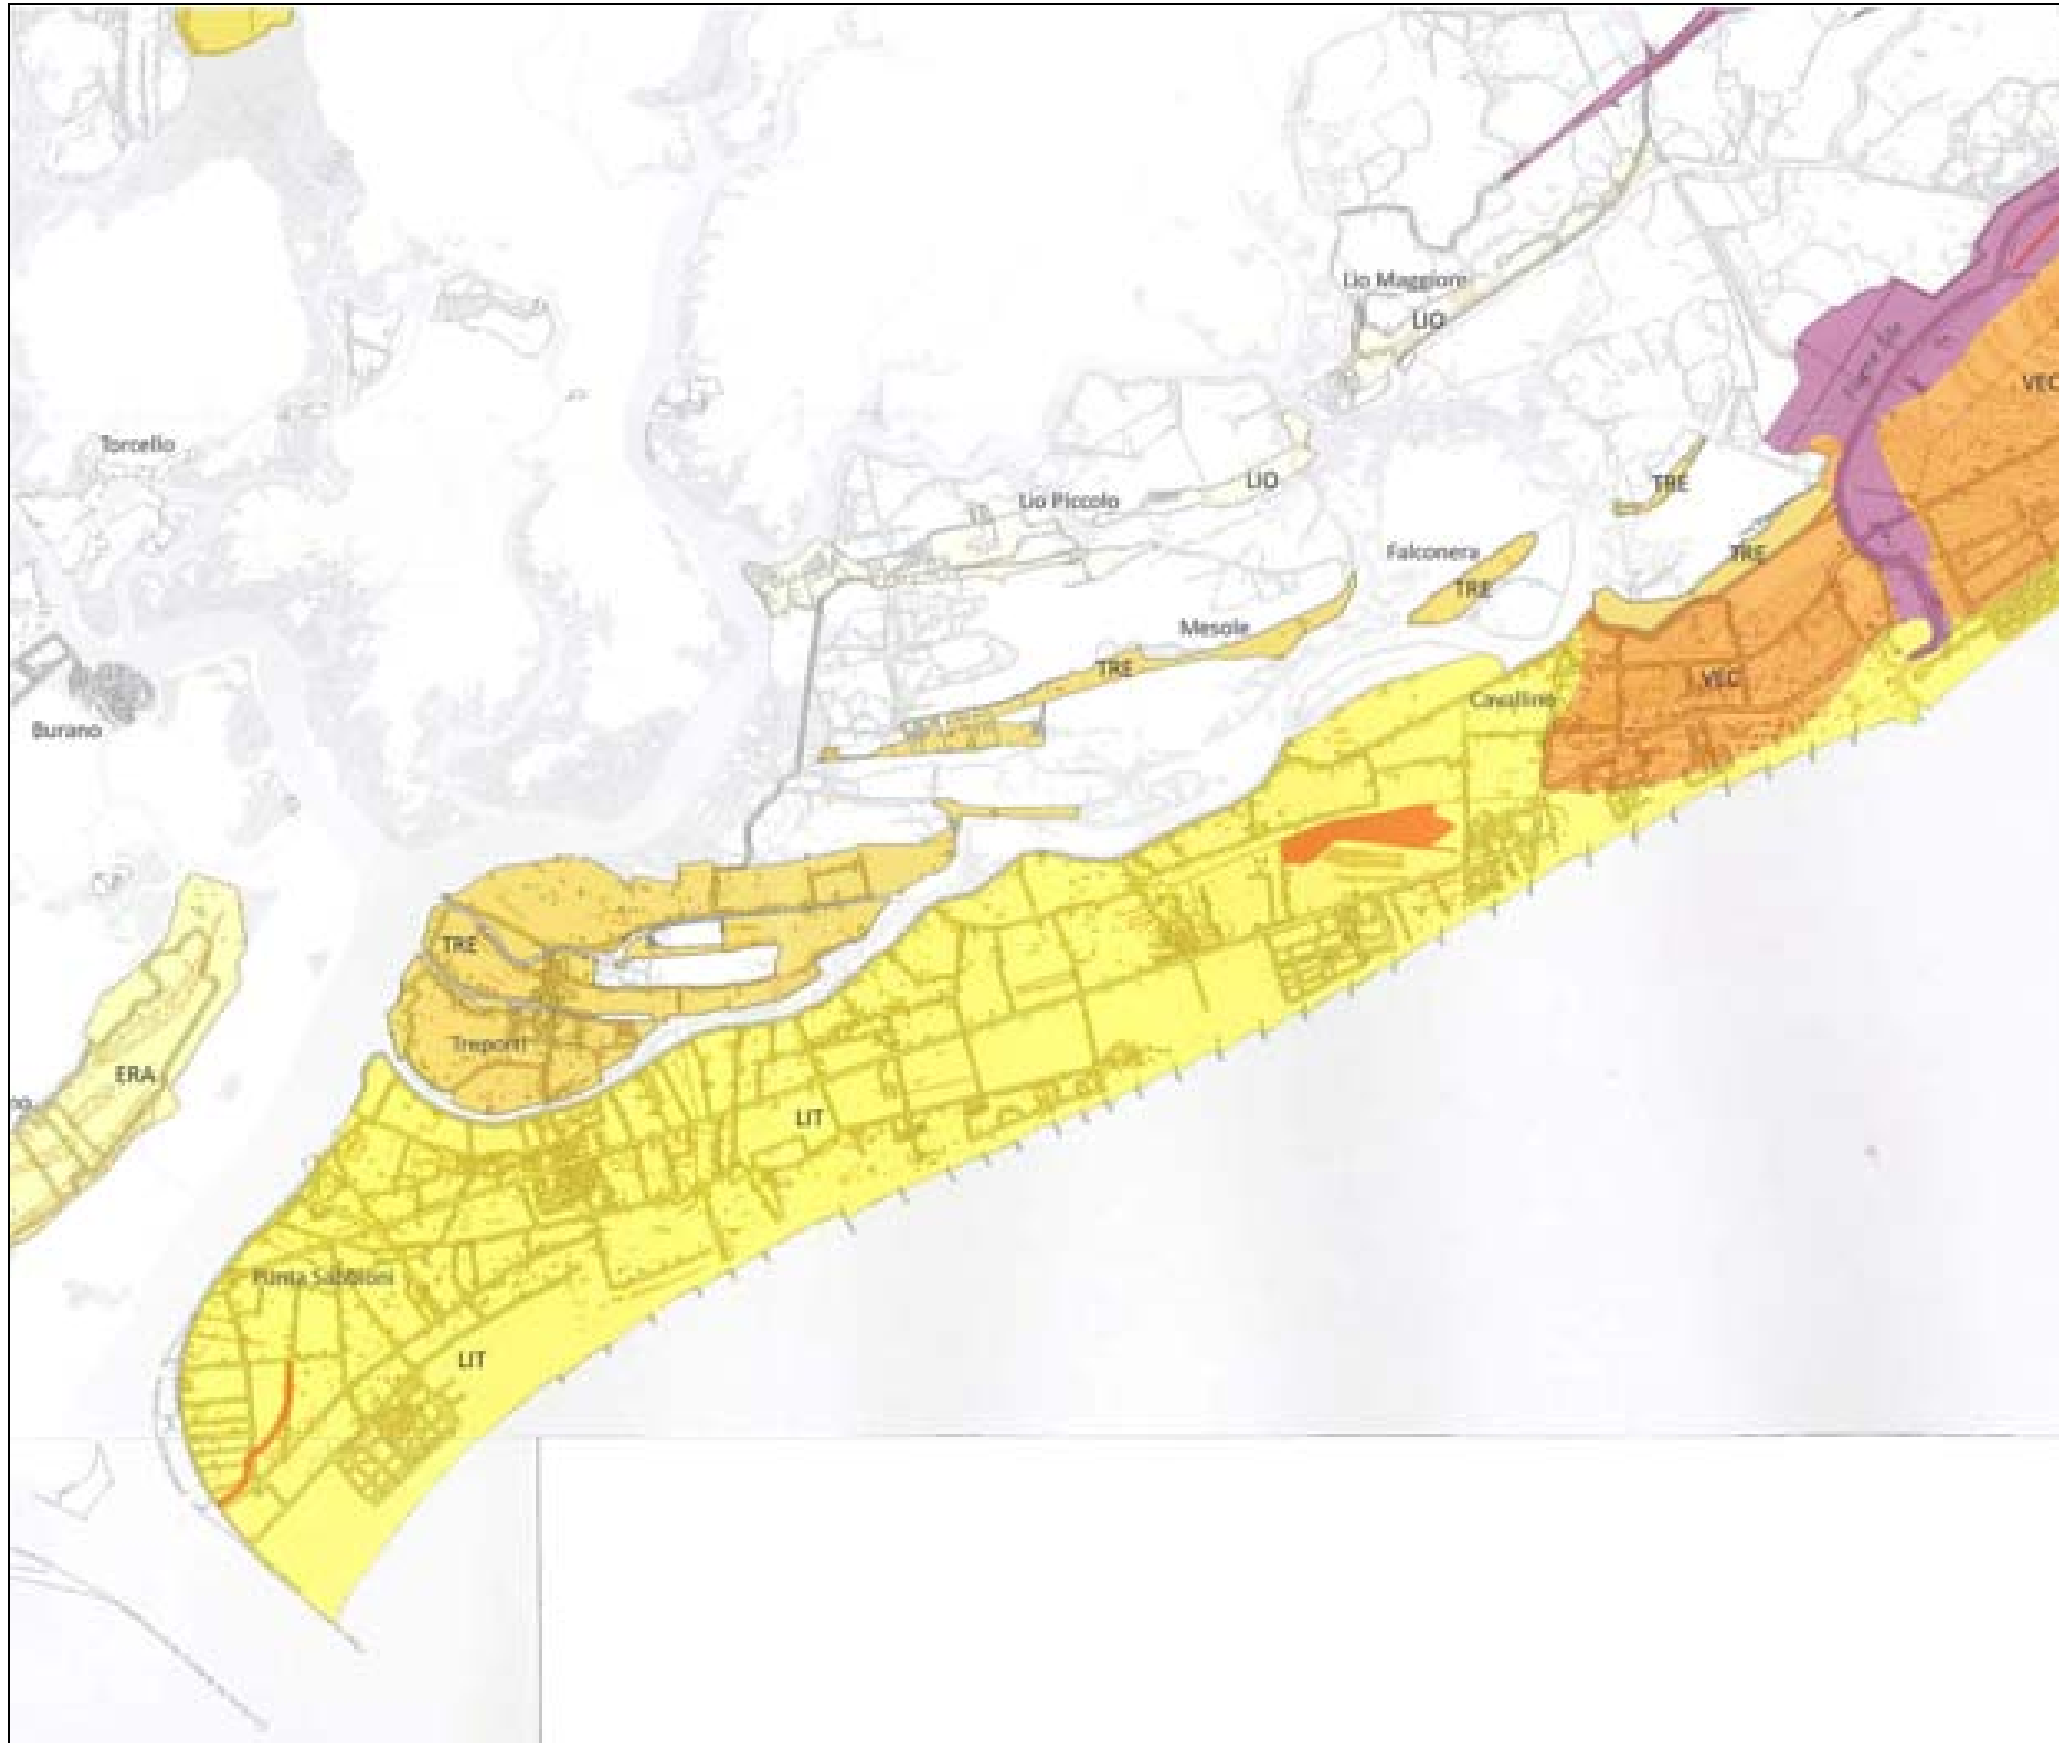 Lio Maggiore
LIO
VEC
Torcello
TRE
LIO
Lio Piccolo
Falconera
TRE
TRE
Mesole
TRE
VEC
Cavallino
Burano
TRE
Treporti
ERA
LIT
Punta Sabbioni
LIT